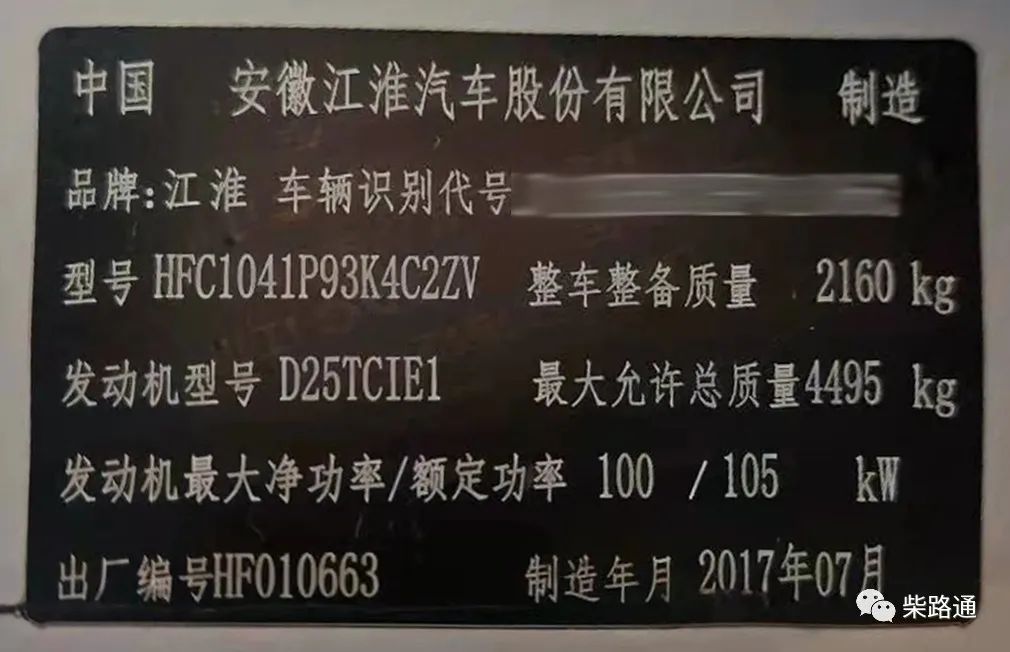 中国 安徽江淮汽车股份有限公司 制造
品牌:江淮 车辆识别代号
型号 HFC1041P93K4C2ZV 整车整备质量 2160 kg
发动机型号 D25TCIE1 最大允许总质量4495 kg
发动机最大净功率/额定功率 100 / 105 kW
出厂编号HF010663 制造年月 2017年07月
柴路通